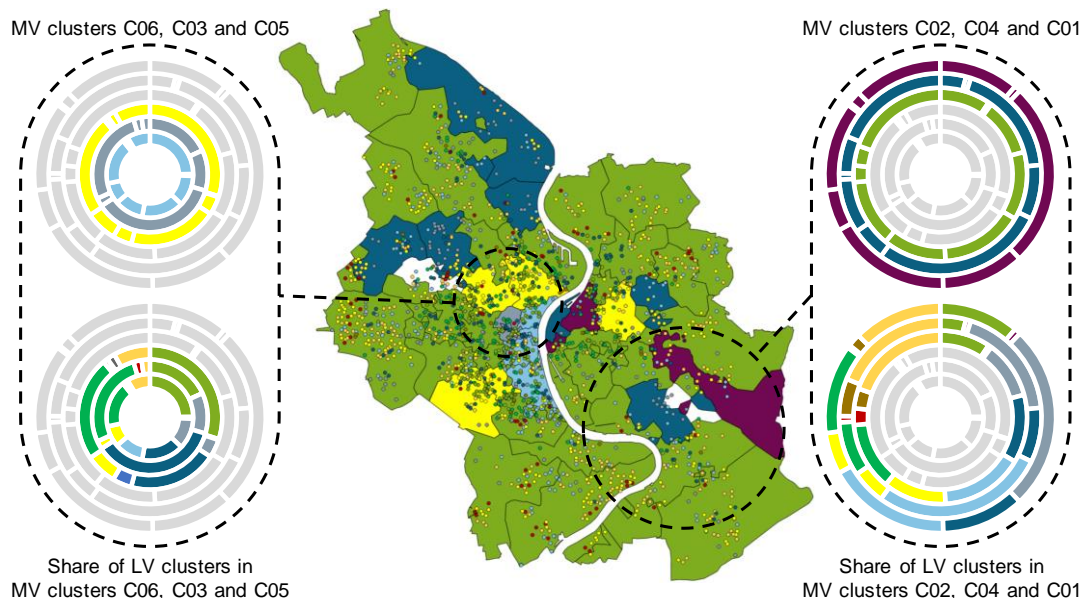 MV clusters C06, C03 and C05
MV clusters C02, C04 and C01
Share of LV clusters in
MV clusters C06, C03 and C05
Share of LV clusters in
MV clusters C02, C04 and C01